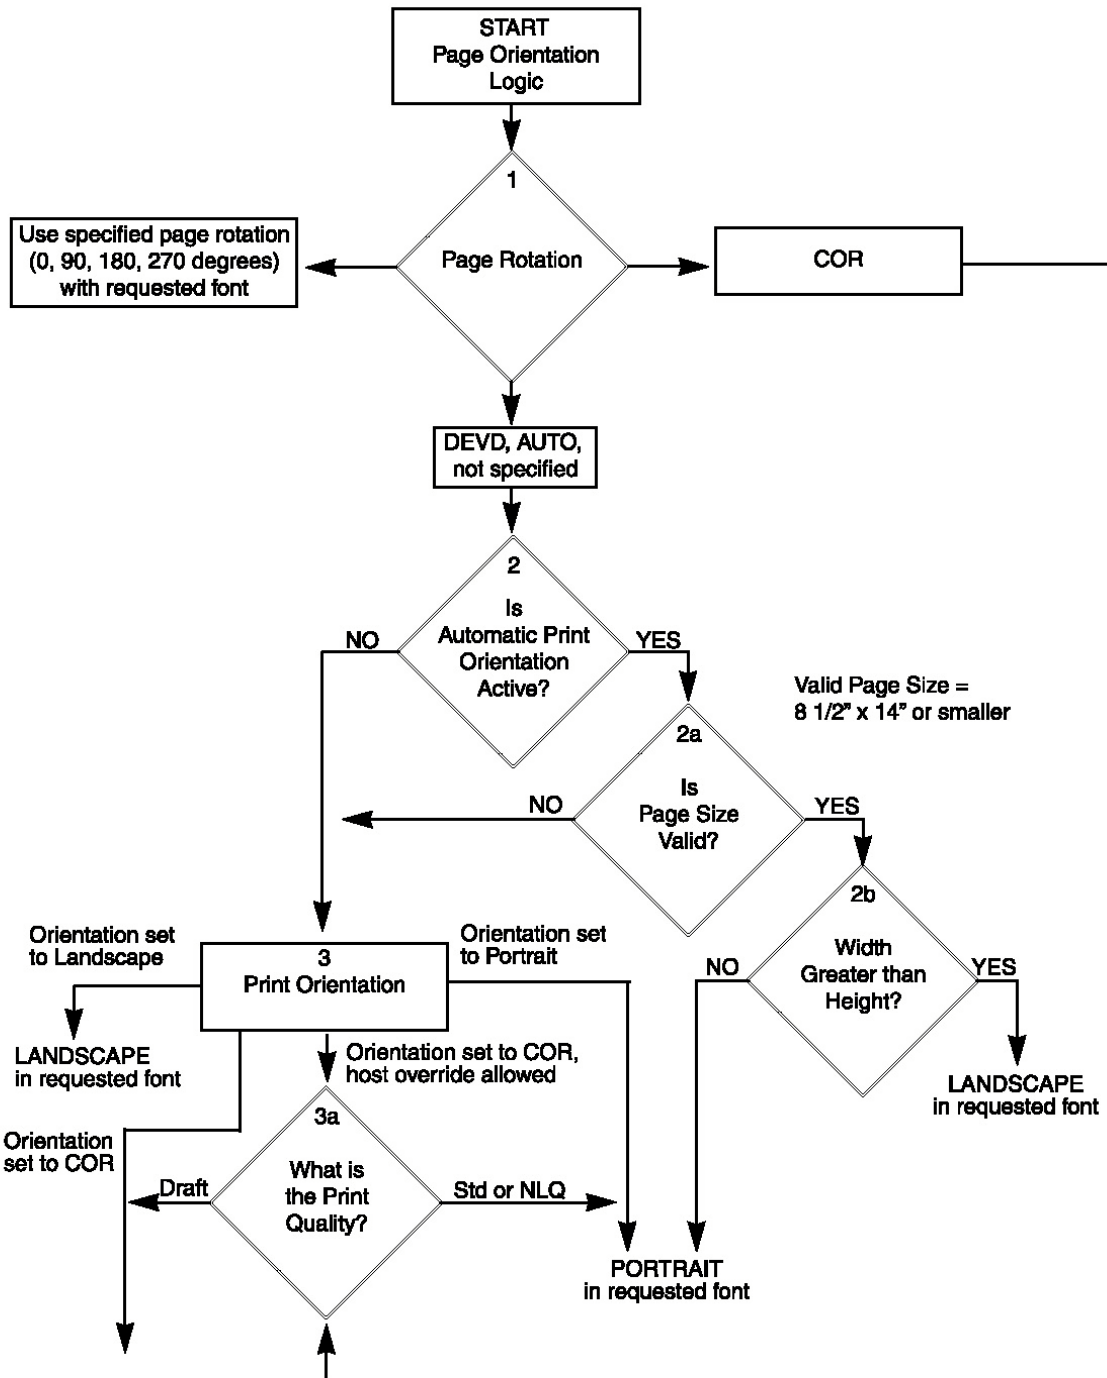 START
Page Orientation
Logic
1
Page Rotation
Use specified page rotation
(0, 90, 180, 270 degrees)
with requested font
COR
DEVD, AUTO,
not specified
2
Is
Automatic Print
Orientation
Active?
NO
YES
Valid Page Size =
8 1/2” x 14” or smaller
2a
Is
Page Size
Valid?
NO
YES
2b
Width
Greater than
Height?
NO
YES
LANDSCAPE
in requested font
3
Print Orientation
Orientation set
to Landscape
Orientation set
to Portrait
LANDSCAPE
in requested font
Orientation set to COR,
host override allowed
Orientation
set to COR
3a
What is
the Print
Quality?
Draft
Std or NLQ
PORTRAIT
in requested font